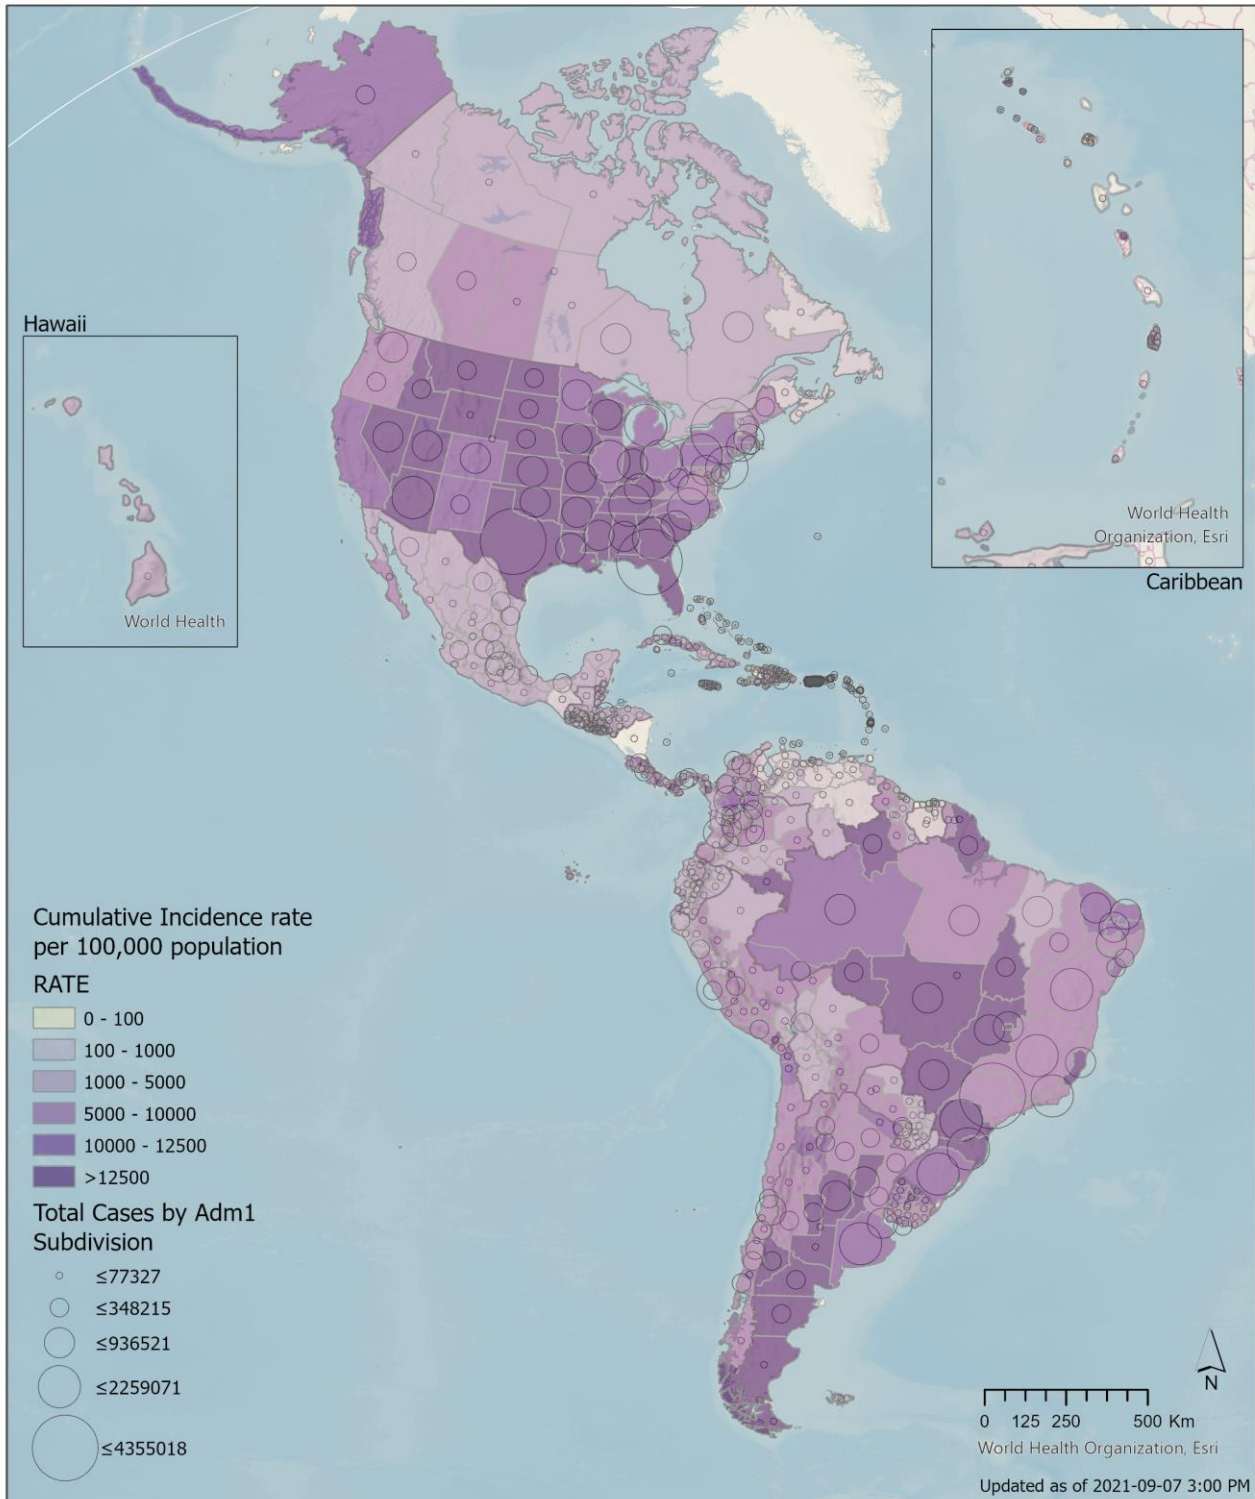 Hawaii
World Health
World Health
Organization, Esri
Caribbean
Cumulative Incidence rate
per 100,000 population
RATE
0 - 100
100 - 1000
1000 - 5000
5000 - 10000
10000 - 12500
>12500
Total Cases by Adm1
Subdivision
≤77327
≤348215
≤936521
≤2259071
≤4355018
N
0 125 250 500 Km
World Health Organization, Esri
Updated as of 2021-09-07 3:00 PM